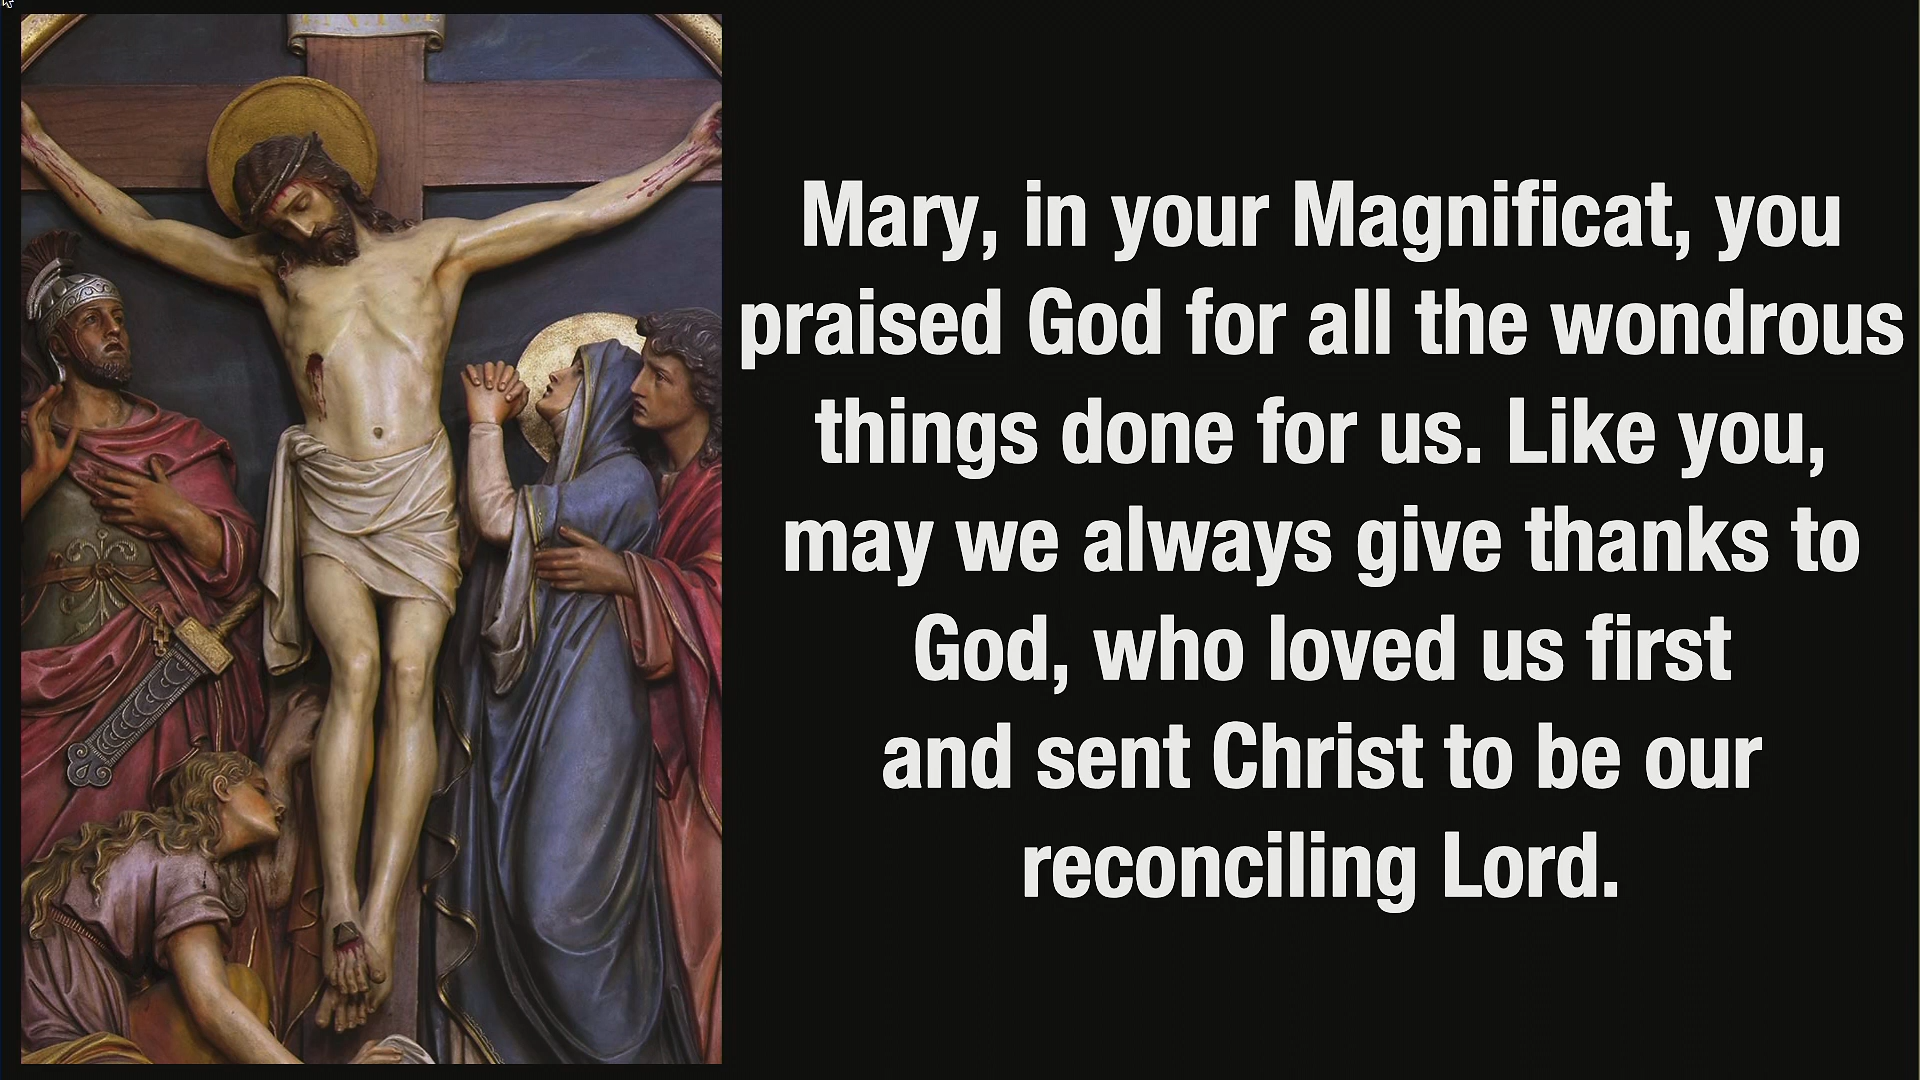 Mary, in your Magnificat, you
praised God for all the wondrous
things done for us. Like you,
may we always give thanks to
God, who loved us first
and sent Christ to be our
reconciling Lord.